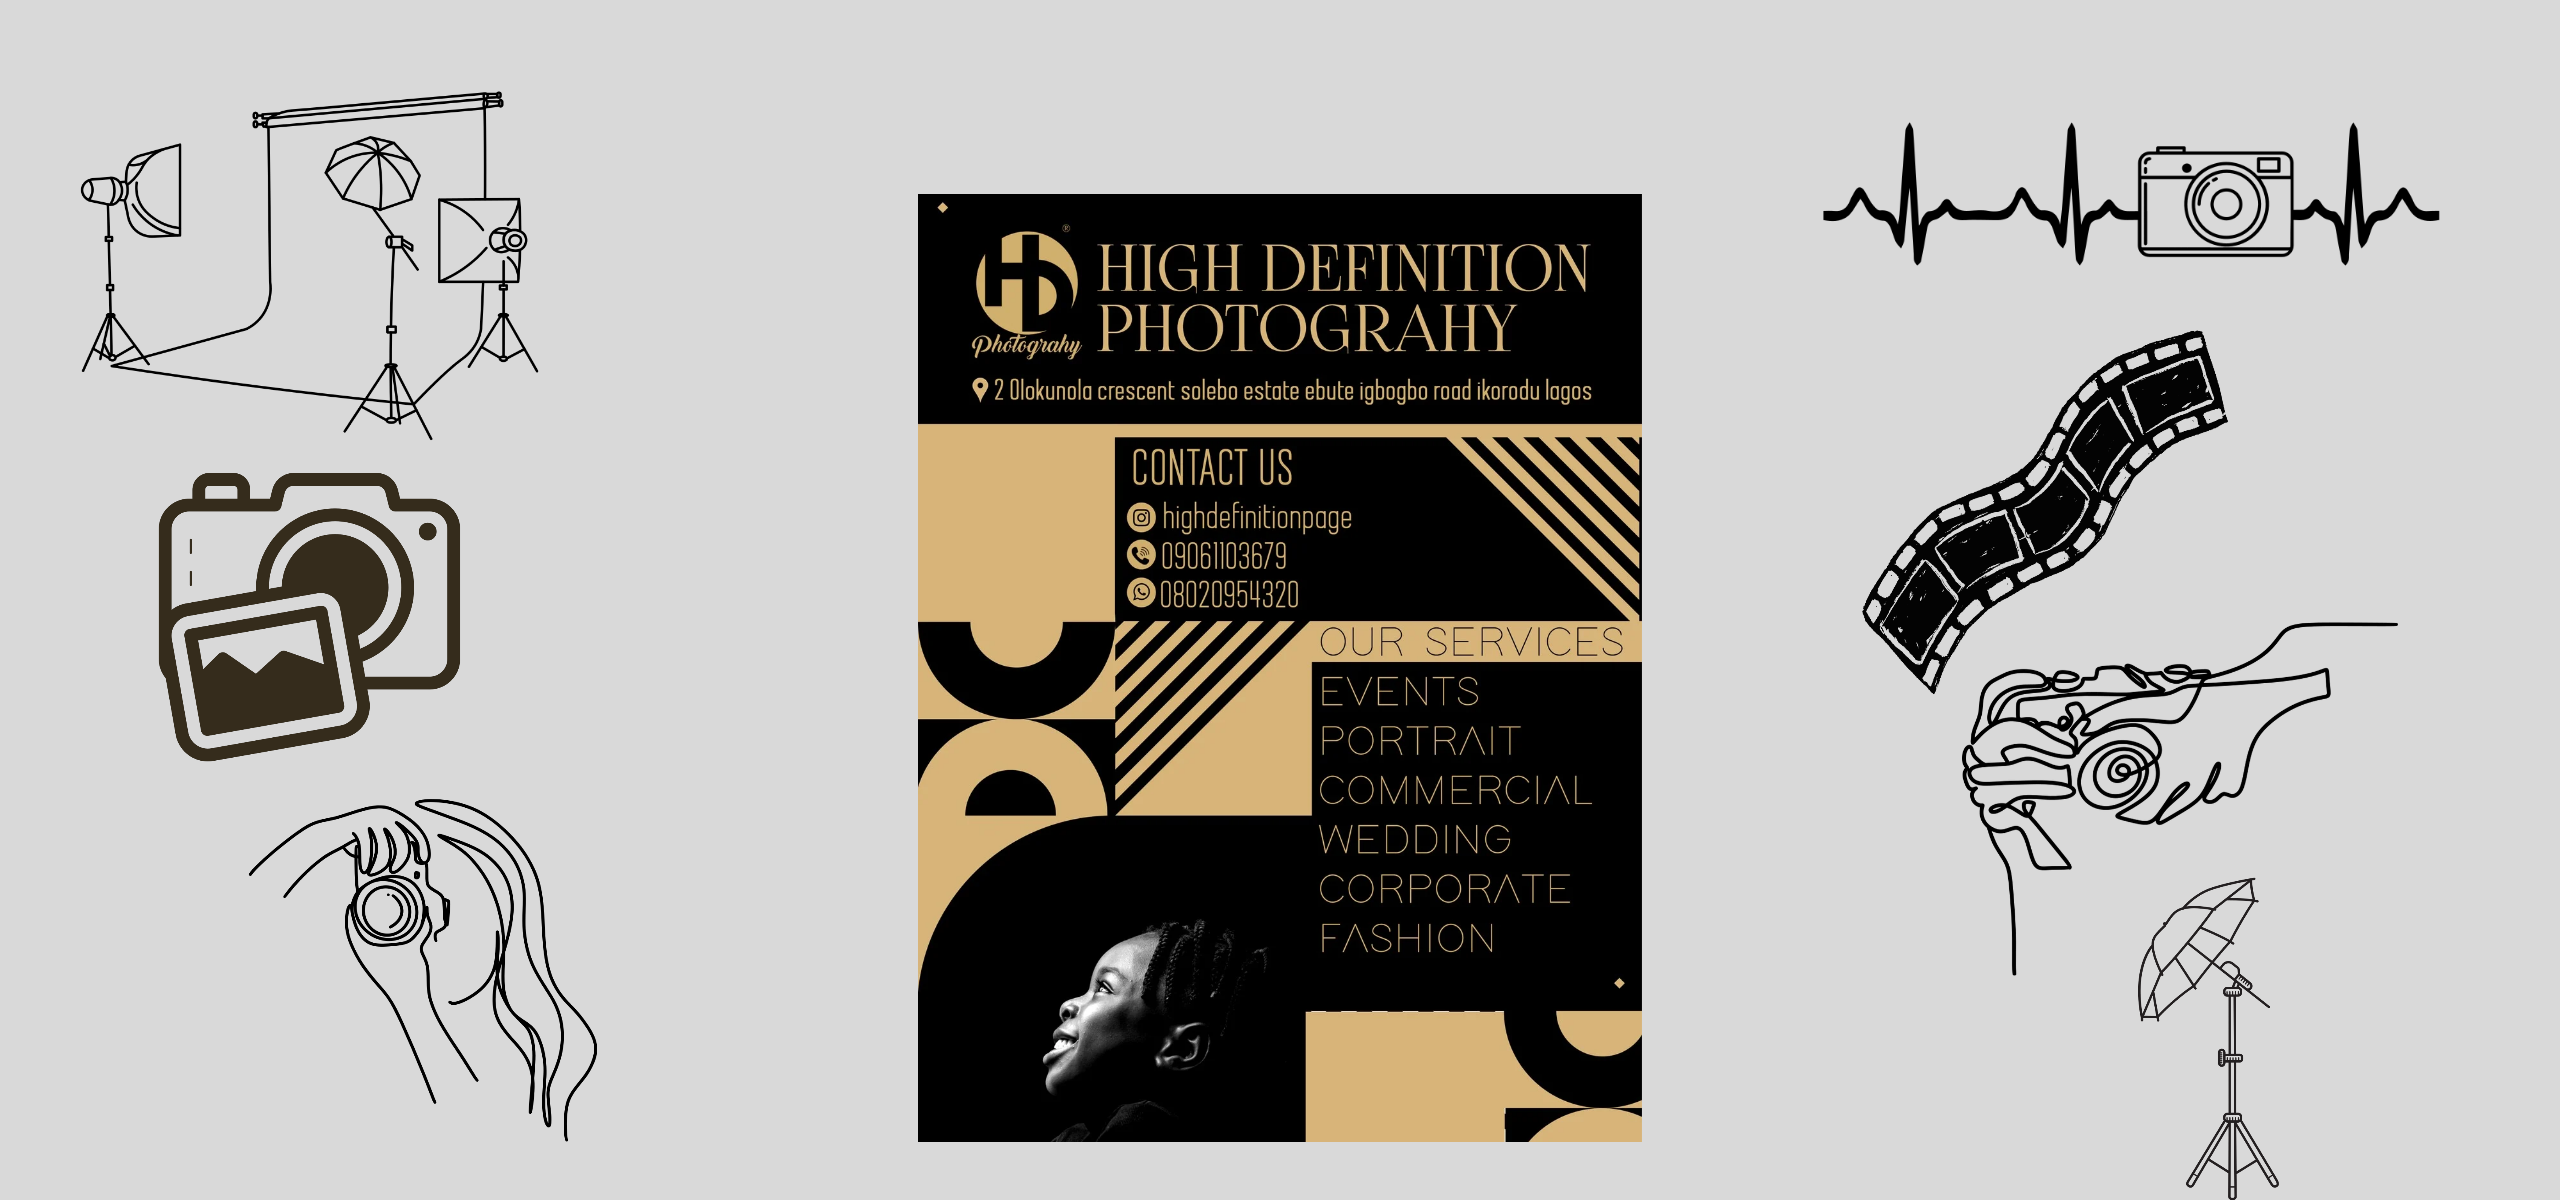 HD
®
Photograhy
HIGH DEFINITION
PHOTOGRAHY
2 Olokunola crescent solebo estate ebute igbogbo road ikorodu lagos
CONTACT US
highdefinitionpage
09061103679
08020954320
OUR SERVICES
EVENTS
PORTRAIT
COMMERCIAL
WEDDING
CORPORATE
FASHION